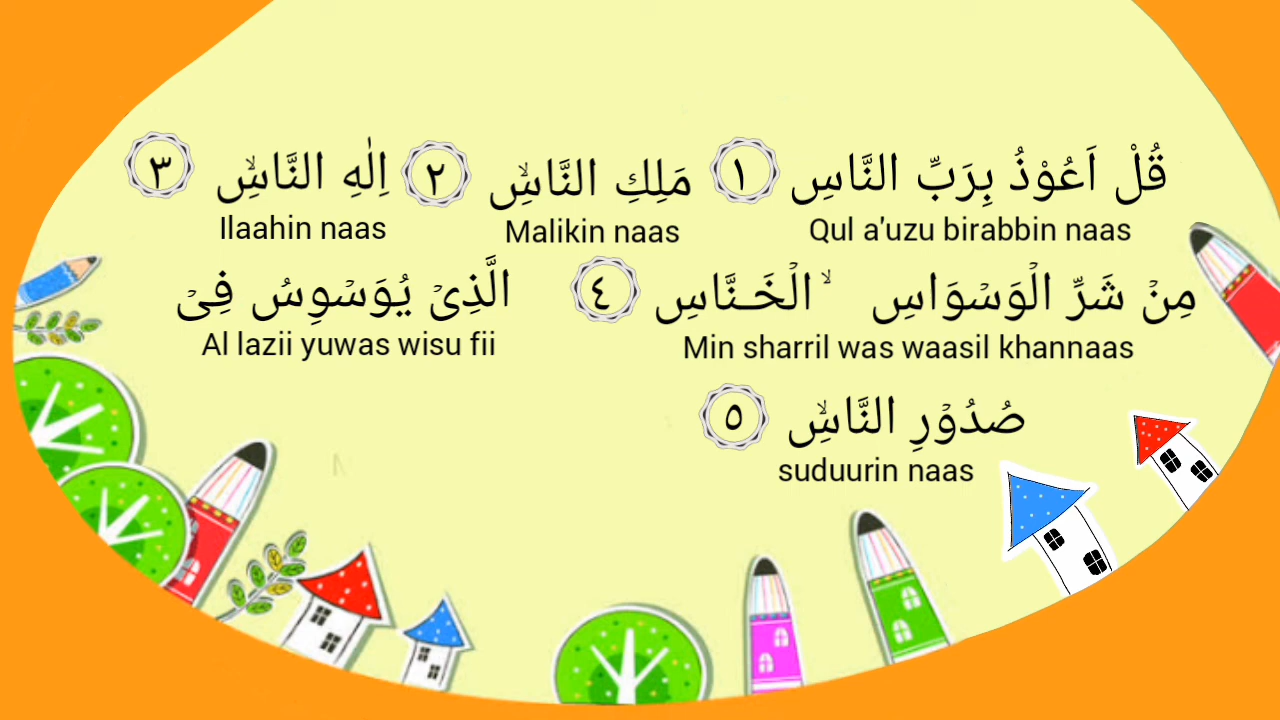 قُلْ اَعُوْذُ بِرَبِّ النَّاسِ ١ مَلِكِ النَّاسِۙ ٢ اِلٰهِ النَّاسِۙ ٣
Qul a'uzu birabbin naas Malikin naas Ilaahin naas
مِنْ شَرِّ الْوَسْوَاسِ ۙ الْخَـنَّاسِ ٤ الَّذِىْ يُوَسْوِسُ فِىْ
Min sharril was waasil khannaas Al lazii yuwas wisu fii
صُدُوْرِ النَّاسِۙ ٥
suduurin naas